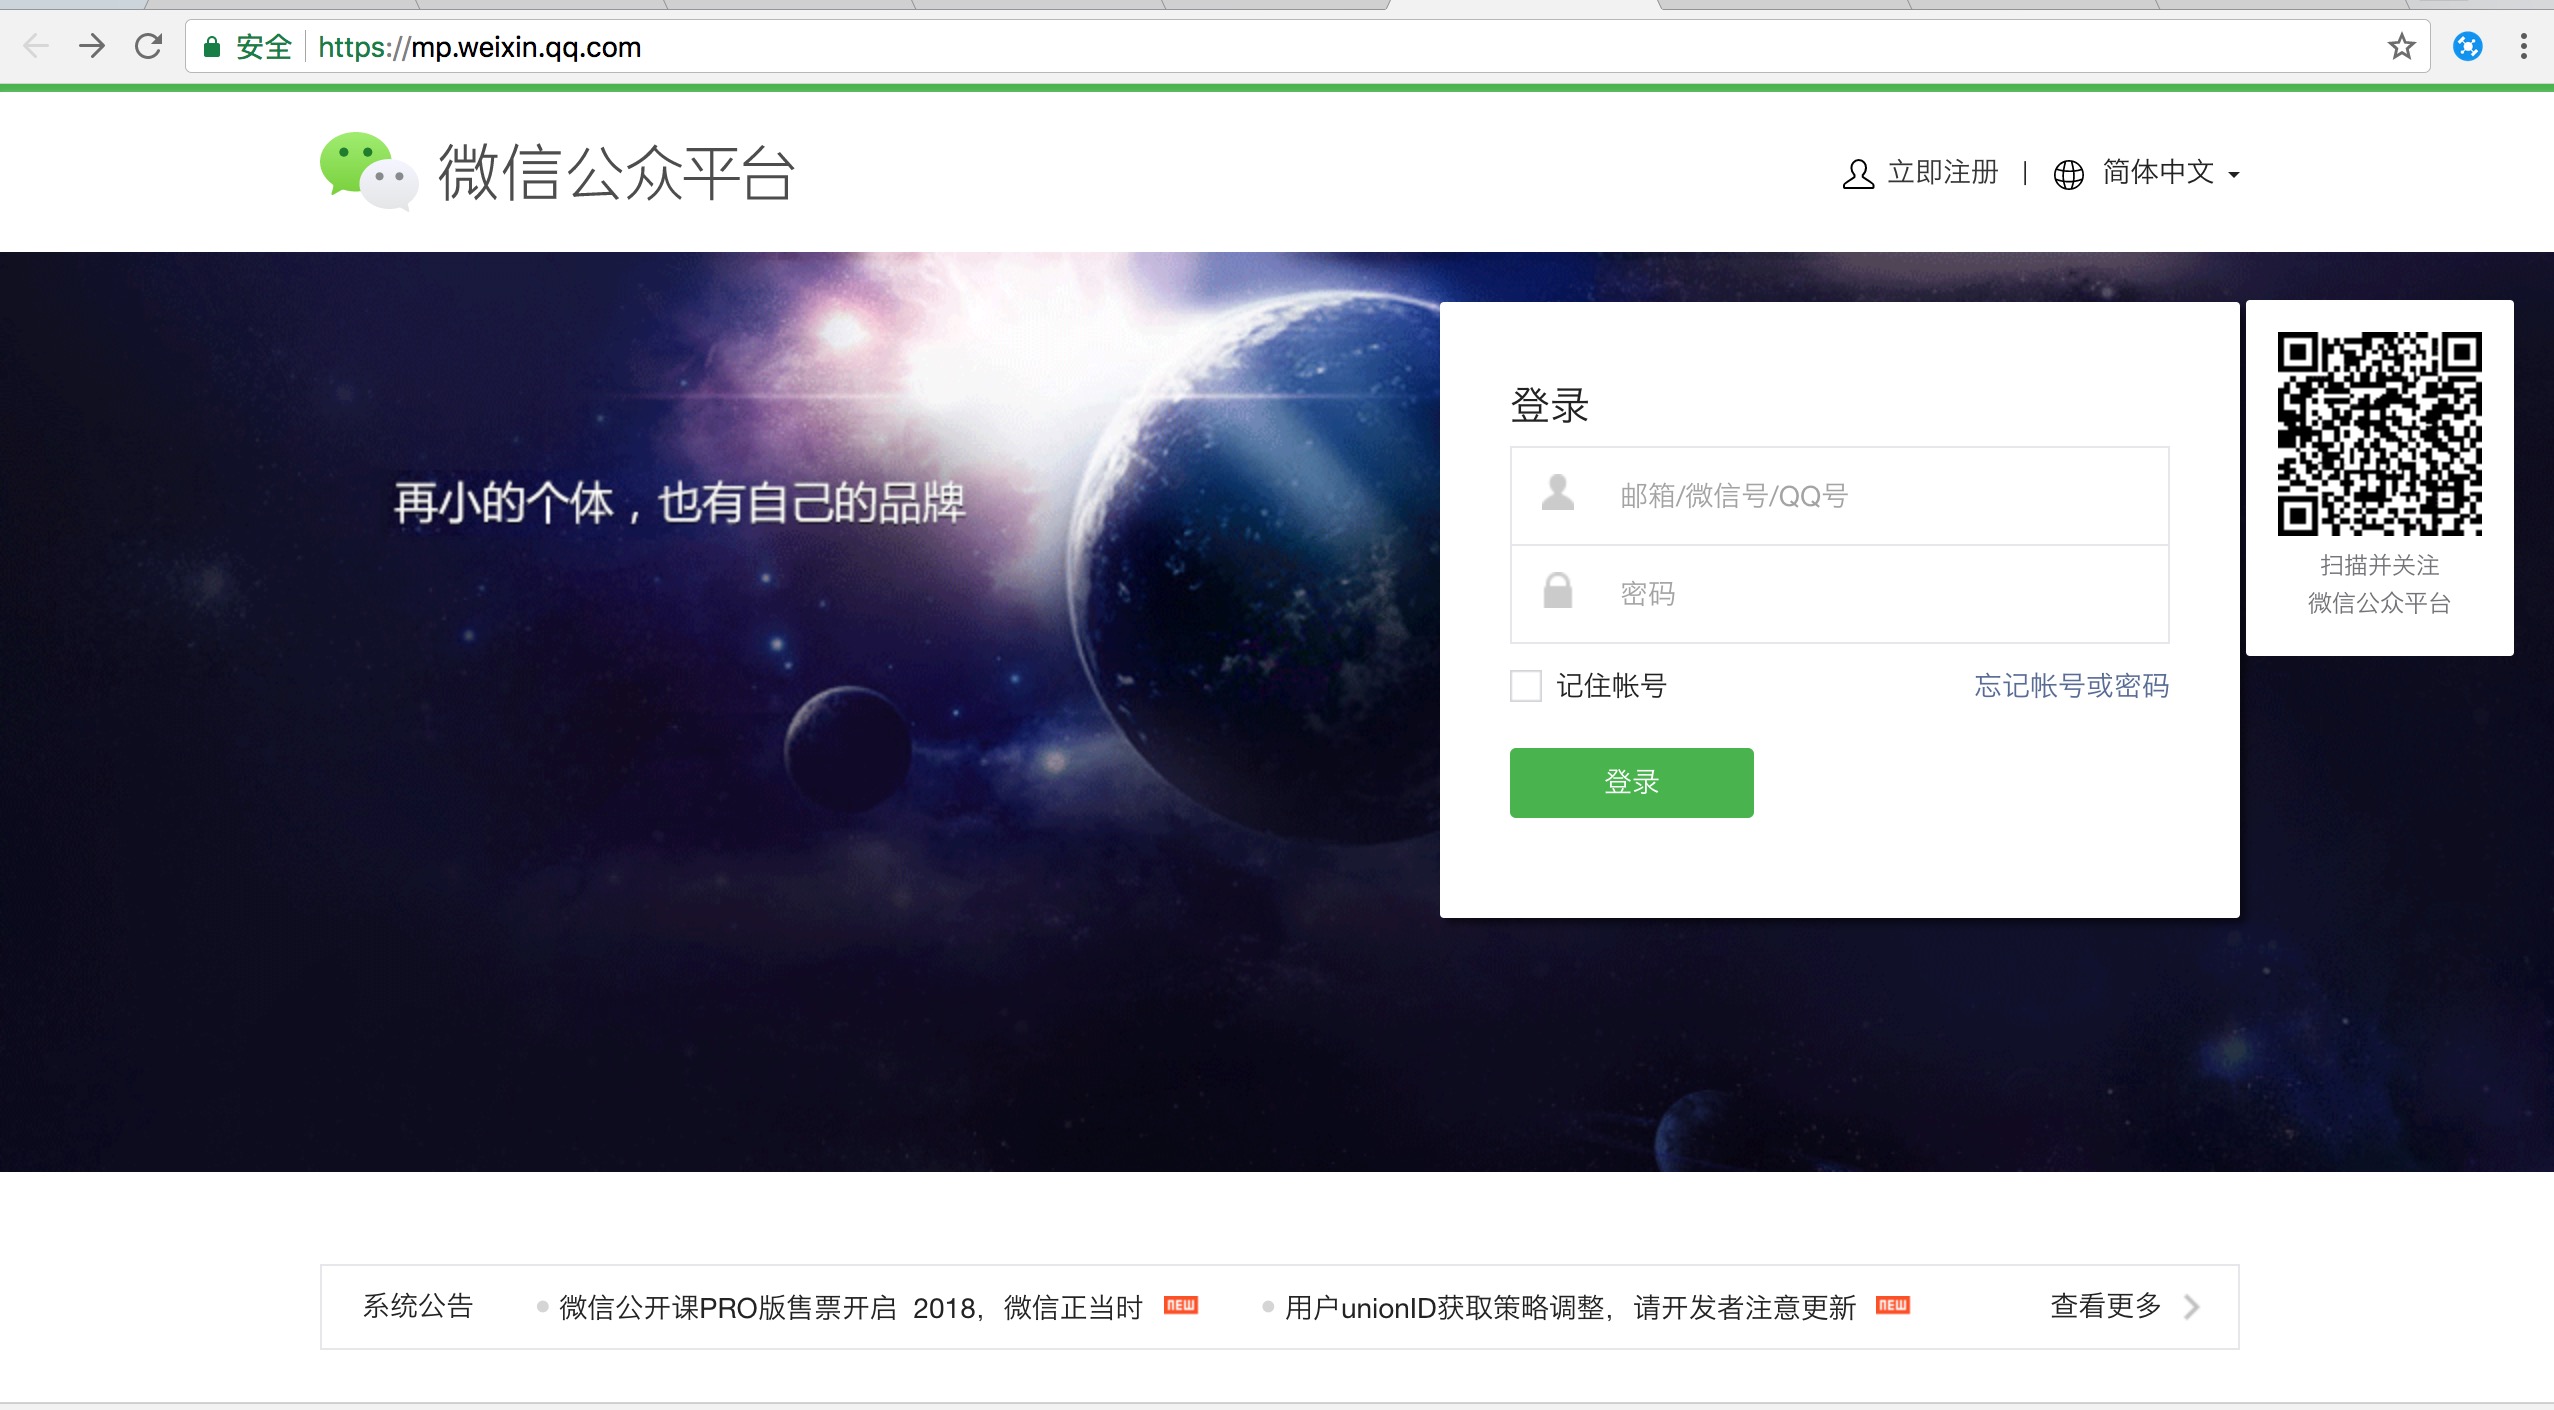 安全 https://mp.weixin.qq.com
微信公众平台
立即注册 | 简体中文
再小的个体，也有自己的品牌
登录
邮箱/微信号/QQ号
密码
记住帐号 忘记帐号或密码
登录
扫描并关注
微信公众平台
系统公告 微信公开课PRO版售票开启 2018，微信正当时 NEW 用户unionID获取策略调整，请开发者注意更新 NEW 查看更多